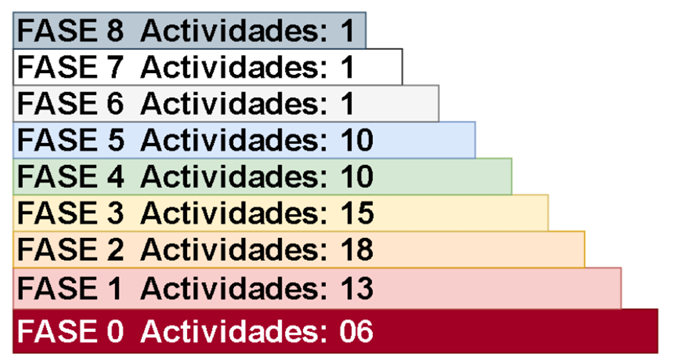 FASE 8 Actividades: 1
FASE 7 Actividades: 1
FASE 6 Actividades: 1
FASE 5 Actividades: 10
FASE 4 Actividades: 10
FASE 3 Actividades: 15
FASE 2 Actividades: 18
FASE 1 Actividades: 13
FASE 0 Actividades: 06